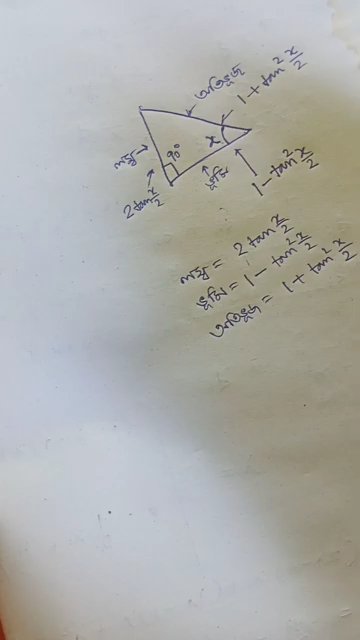 অতিভুজ
1 + tan² x/2
লম্ব →
90°
x
ভূমি
2 tan x/2
1 - tan² x/2
লম্ব = 2 tan x/2
ভূমি = 1 - tan² x/2
অতিভুজ = 1 + tan² x/2